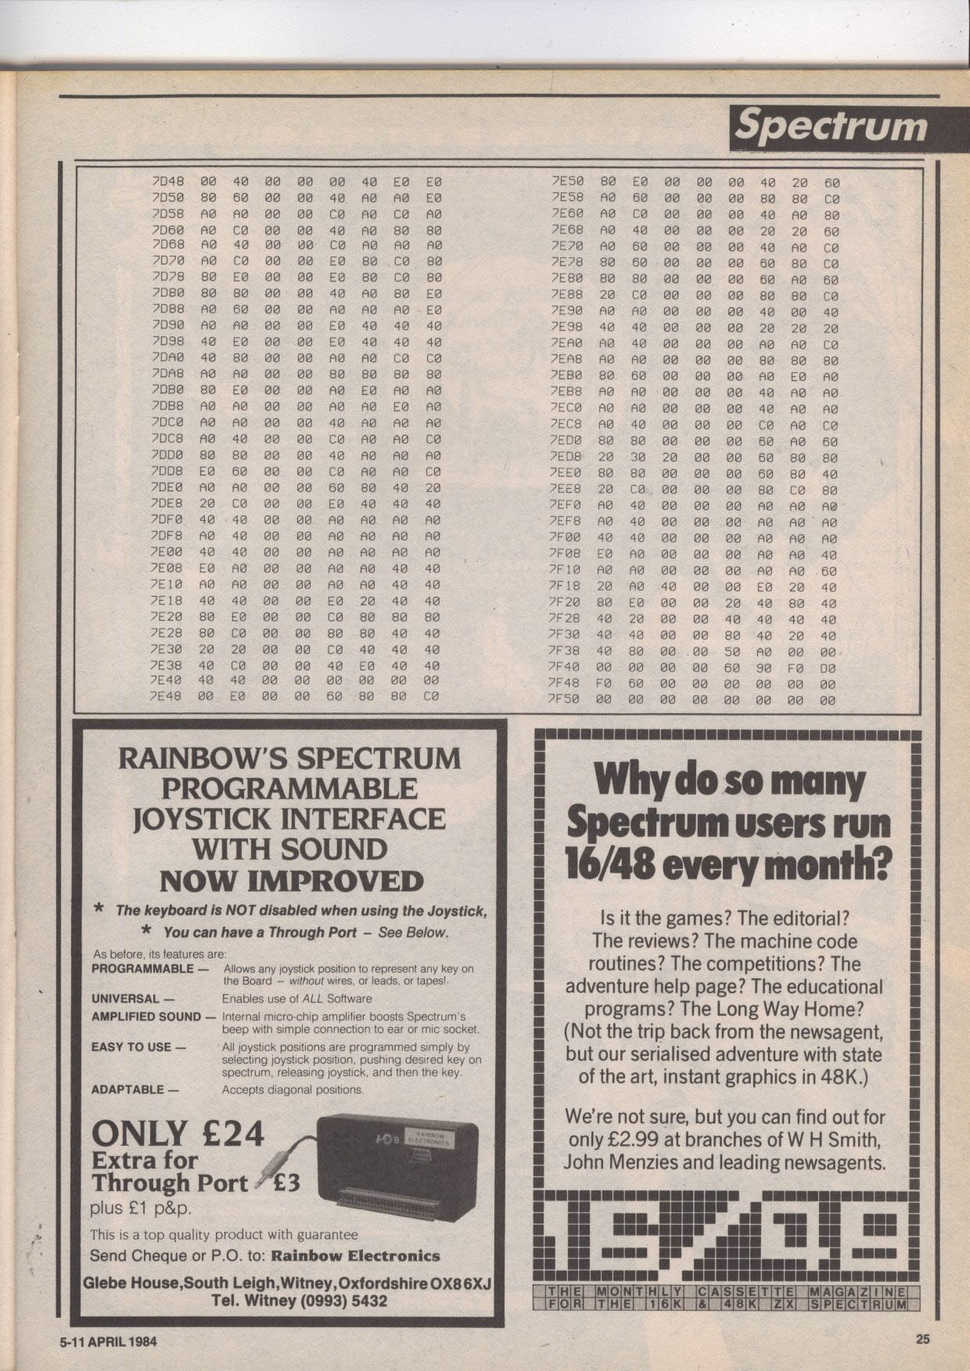 Spectrum
7D48 00 40 00 00 00 40 E0 E0
7D50 80 60 00 00 40 A0 A0 E0
7D58 A0 A0 00 00 C0 A0 C0 A0
7D60 A0 C0 00 00 40 A0 80 80
7D68 A0 40 00 00 C0 A0 A0 A0
7D70 A0 C0 00 00 E0 80 C0 80
7D78 80 E0 00 00 E0 80 C0 80
7D80 80 80 00 00 40 A0 80 E0
7D88 A0 60 00 00 A0 A0 A0 E0
7D90 A0 A0 00 00 E0 40 40 40
7D98 40 E0 00 00 E0 40 40 40
7DA0 40 80 00 00 A0 A0 C0 C0
7DA8 A0 A0 00 00 80 80 80 80
7DB0 80 E0 00 00 A0 E0 A0 A0
7DB8 A0 A0 00 00 A0 A0 E0 A0
7DC0 A0 A0 00 00 40 A0 A0 A0
7DC8 A0 40 00 00 C0 A0 A0 C0
7DD0 80 80 00 00 40 A0 A0 A0
7DD8 E0 60 00 00 C0 A0 A0 C0
7DE0 A0 A0 00 00 60 80 40 20
7DE8 20 C0 00 00 E0 40 40 40
7DF0 40 40 00 00 A0 A0 A0 A0
7DF8 A0 40 00 00 A0 A0 A0 A0
7E00 40 40 00 00 A0 A0 A0 A0
7E08 E0 A0 00 00 A0 A0 40 40
7E10 A0 A0 00 00 A0 A0 40 40
7E18 40 40 00 00 E0 20 40 40
7E20 80 E0 00 00 C0 80 80 80
7E28 80 C0 00 00 80 80 40 40
7E30 20 20 00 00 C0 40 40 40
7E38 40 C0 00 00 40 E0 40 40
7E40 40 40 00 00 00 00 00 00
7E48 00 E0 00 00 60 80 80 C0
7E50 80 E0 00 00 00 40 20 60
7E58 A0 60 00 00 00 80 80 C0
7E60 A0 C0 00 00 00 40 A0 80
7E68 A0 40 00 00 00 20 20 60
7E70 A0 60 00 00 00 40 A0 C0
7E78 80 60 00 00 00 60 80 C0
7E80 80 80 00 00 00 60 A0 60
7E88 20 C0 00 00 00 80 80 C0
7E90 A0 A0 00 00 00 40 00 40
7E98 40 40 00 00 00 20 20 20
7EA0 A0 40 00 00 00 A0 A0 C0
7EA8 A0 A0 00 00 00 80 80 80
7EB0 80 60 00 00 00 A0 E0 A0
7EB8 A0 A0 00 00 00 40 A0 A0
7EC0 A0 A0 00 00 00 40 A0 A0
7EC8 A0 40 00 00 00 C0 A0 C0
7ED0 80 80 00 00 00 60 A0 60
7ED8 20 30 20 00 00 60 80 80
7EE0 80 80 00 00 00 60 80 40
7EE8 20 C0 00 00 00 80 C0 80
7EF0 A0 40 00 00 00 A0 A0 A0
7EF8 A0 40 00 00 00 A0 A0 A0
7F00 40 40 00 00 00 A0 A0 A0
7F08 E0 A0 00 00 00 A0 A0 40
7F10 A0 A0 00 00 00 A0 A0 60
7F18 20 A0 40 00 00 E0 20 40
7F20 80 E0 00 00 20 40 80 40
7F28 40 20 00 00 40 40 40 40
7F30 40 40 00 00 80 40 20 40
7F38 40 80 00 00 50 A0 00 00
7F40 00 00 00 00 60 90 F0 D0
7F48 F0 60 00 00 00 00 00 00
7F50 00 00 00 00 00 00 00 00
RAINBOW'S SPECTRUM
PROGRAMMABLE
JOYSTICK INTERFACE
WITH SOUND
NOW IMPROVED
* The keyboard is NOT disabled when using the Joystick,
* You can have a Through Port – See Below.
As before, its features are:
PROGRAMMABLE — Allows any joystick position to represent any key on
the Board – without wires, or leads, or tapes!
UNIVERSAL — Enables use of ALL Software
AMPLIFIED SOUND — Internal micro-chip amplifier boosts Spectrum's
beep with simple connection to ear or mic socket.
EASY TO USE — All joystick positions are programmed simply by
selecting joystick position, pushing desired key on
spectrum, releasing joystick, and then the key.
ADAPTABLE — Accepts diagonal positions.
ONLY £24
Extra for
Through Port £3
plus £1 p&p.
RAINBOW
ELECTRONICS
This is a top quality product with guarantee
Send Cheque or P.O. to: Rainbow Electronics
Glebe House,South Leigh,Witney,Oxfordshire OX8 6XJ
Tel. Witney (0993) 5432
Why do so many
Spectrum users run
16/48 every month?
Is it the games? The editorial?
The reviews? The machine code
routines? The competitions? The
adventure help page? The educational
programs? The Long Way Home?
(Not the trip back from the newsagent,
but our serialised adventure with state
of the art, instant graphics in 48K.)
We're not sure, but you can find out for
only £2.99 at branches of W H Smith,
John Menzies and leading newsagents.
16/48
THE MONTHLY CASSETTE MAGAZINE
FOR THE 16K & 48K ZX SPECTRUM
5-11 APRIL 1984
25